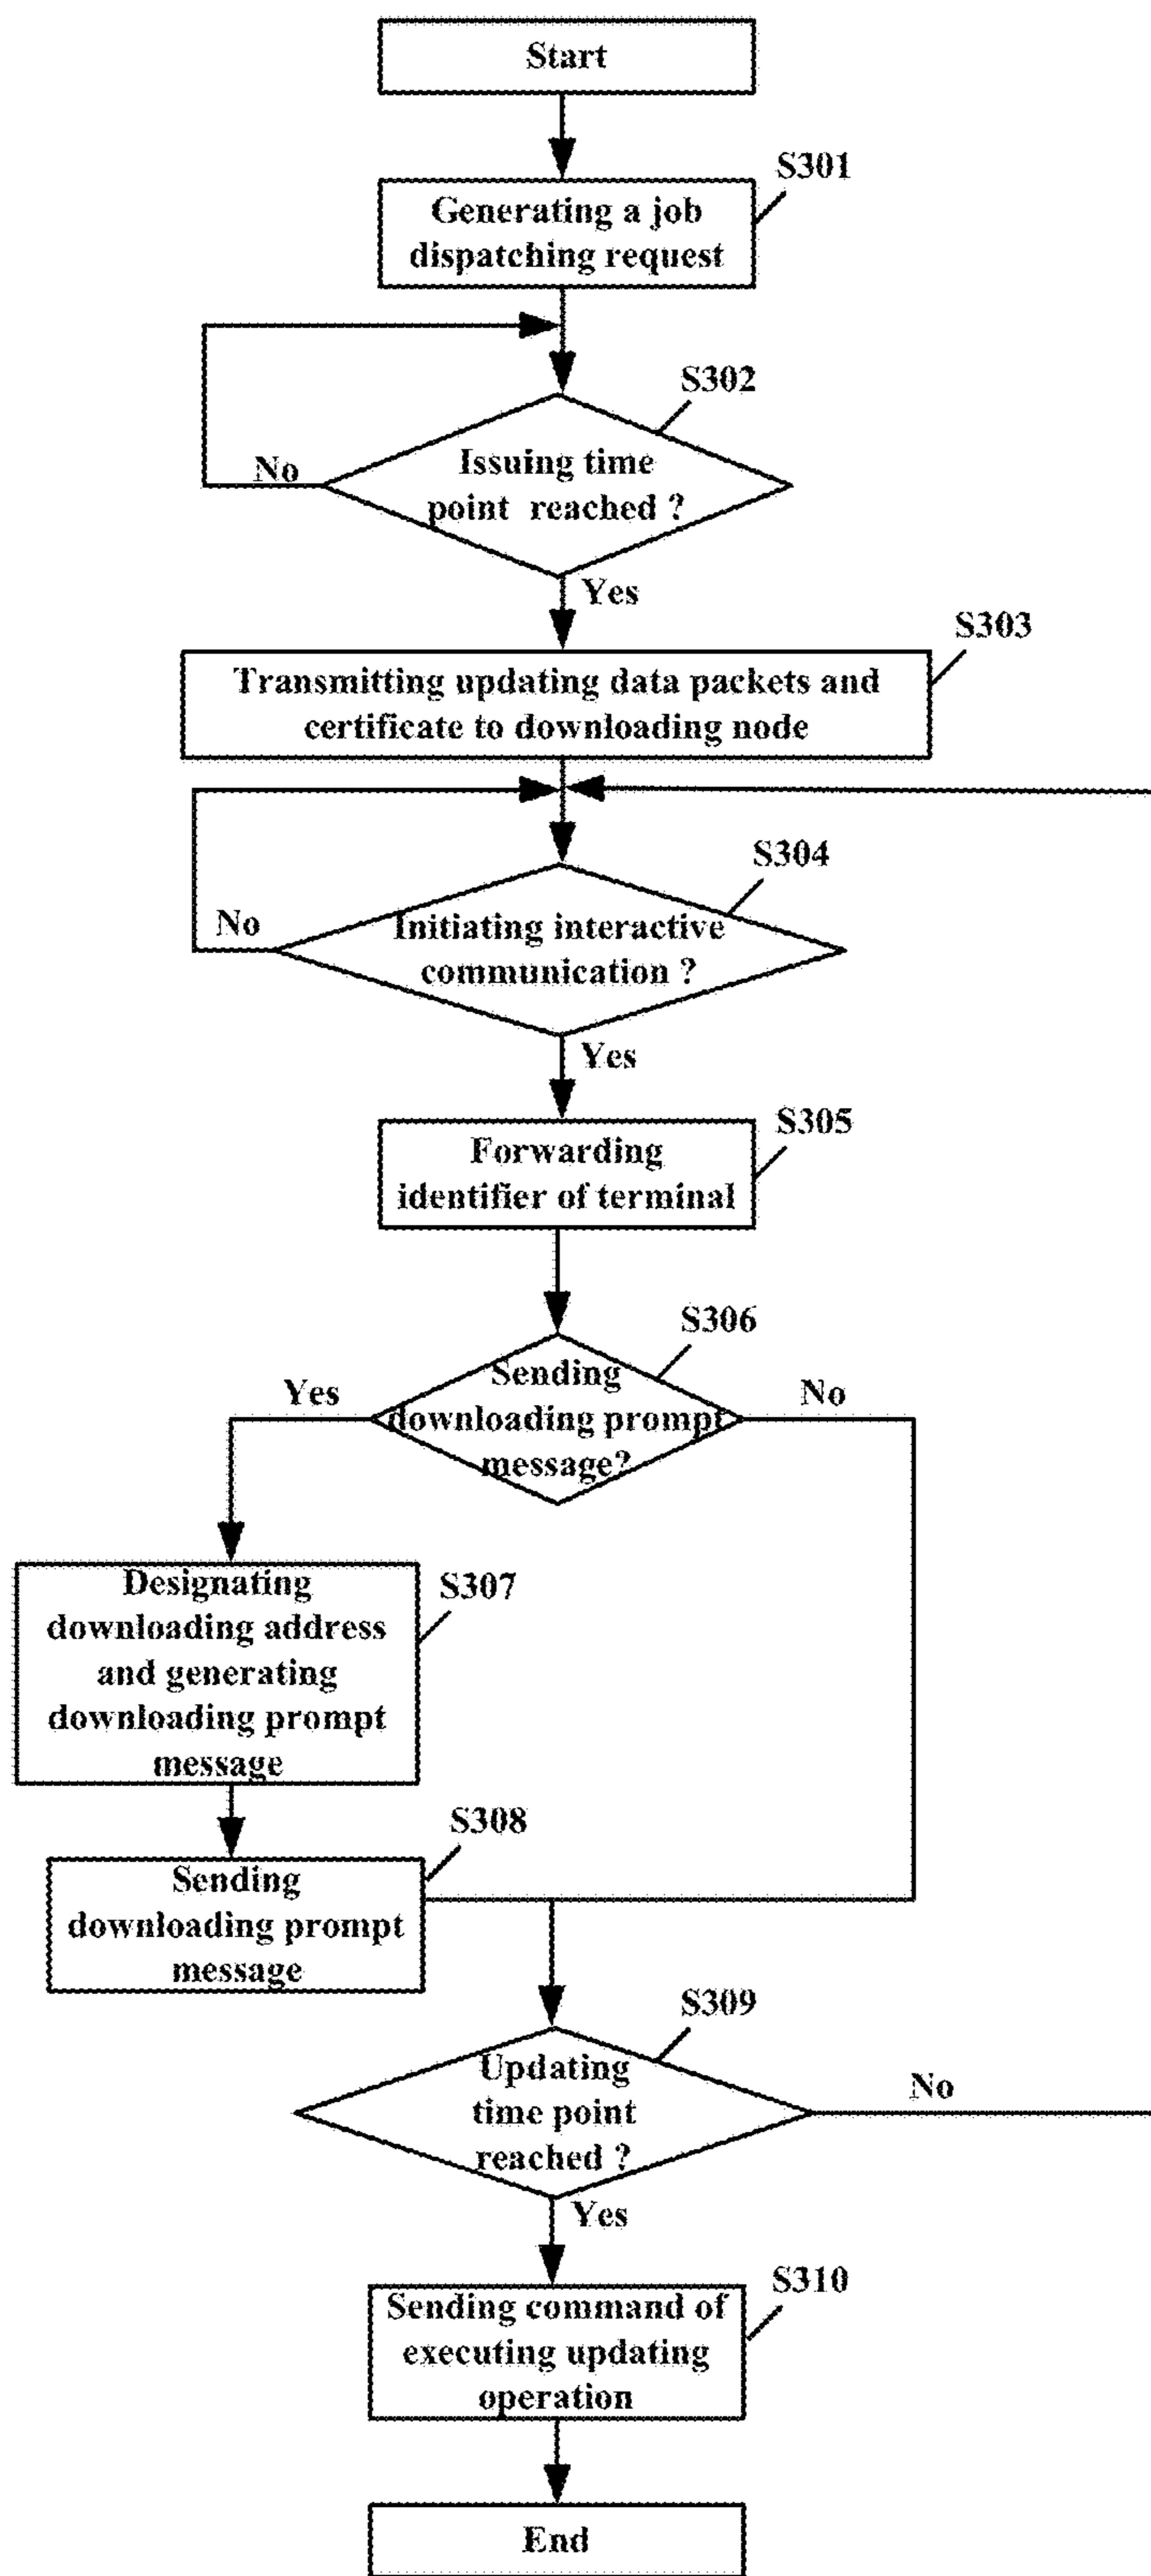 Start
S301
Generating a job
dispatching request
S302
Issuing time
point reached ?
No
Yes
S303
Transmitting updating data packets and
certificate to downloading node
S304
Initiating interactive
communication ?
No
Yes
S305
Forwarding
identifier of terminal
S306
Sending
downloading prompt
message?
Yes
No
S307
Designating
downloading address
and generating
downloading prompt
message
S308
Sending
downloading prompt
message
S309
Updating
time point
reached ?
No
Yes
S310
Sending command of
executing updating
operation
End